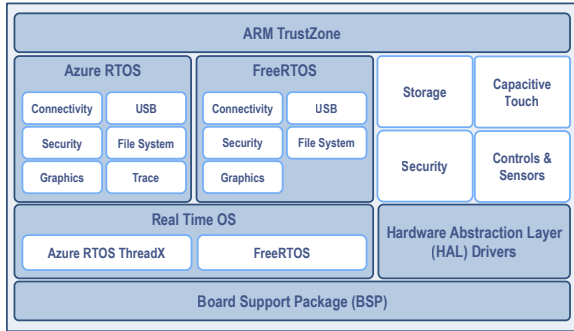 ARM TrustZone
Azure RTOS
Connectivity
USB
Security
File System
Graphics
Trace
FreeRTOS
Connectivity
USB
Security
File System
Graphics
Storage
Capacitive
Touch
Security
Controls &
Sensors
Real Time OS
Azure RTOS ThreadX
FreeRTOS
Hardware Abstraction Layer
(HAL) Drivers
Board Support Package (BSP)